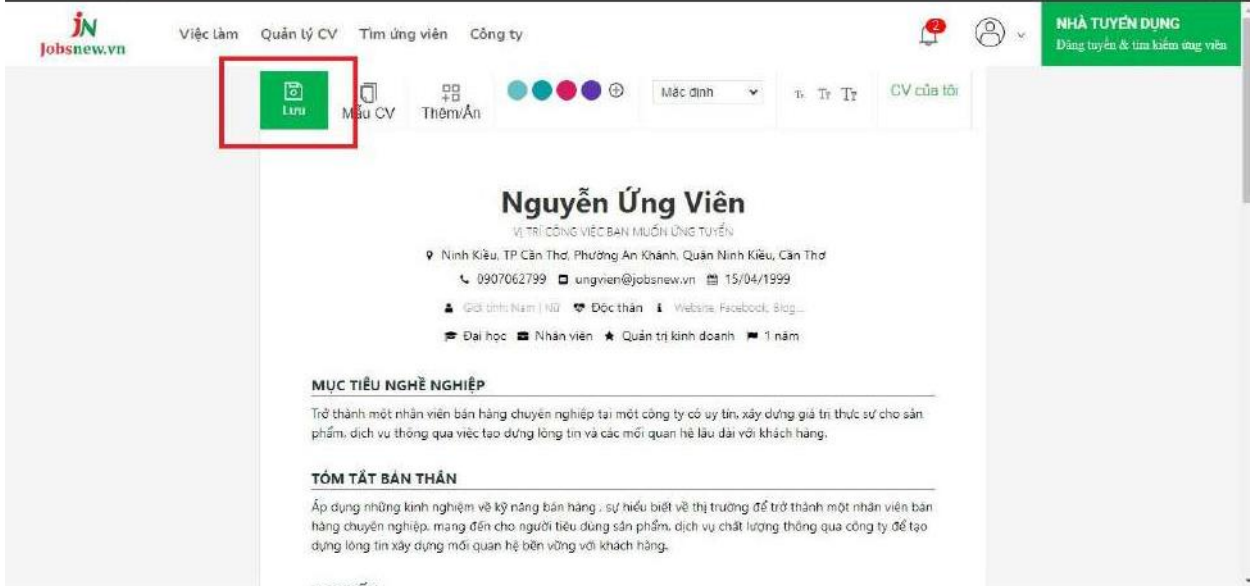 JN
Jobsnew.vn
Việc làm Quản lý CV Tìm ứng viên Công ty
2
NHÀ TUYỂN DỤNG
Đăng tuyển & tìm kiếm ứng viên
Lưu
Mẫu CV
Thêm/Ẩn
Mặc định
Tr Tr Tr
CV của tôi
Nguyễn Ứng Viên
VỊ TRÍ CÔNG VIỆC BẠN MUỐN ỨNG TUYỂN
Ninh Kiều, TP Cần Thơ, Phường An Khánh, Quận Ninh Kiều, Cần Thơ
0907062799 ungvien@jobsnew.vn 15/04/1999
Giới tính: Nam | Nữ Độc thân Website, Facebook, Blog...
Đại học Nhân viên Quản trị kinh doanh 1 năm
MỤC TIÊU NGHỀ NGHIỆP
Trở thành một nhân viên bán hàng chuyên nghiệp tại một công ty có uy tín, xây dựng giá trị thực sự cho sản
phẩm, dịch vụ thông qua việc tạo dựng lòng tin và các mối quan hệ lâu dài với khách hàng.
TÓM TẮT BẢN THÂN
Áp dụng những kinh nghiệm về kỹ năng bán hàng , sự hiểu biết về thị trường để trở thành một nhân viên bán
hàng chuyên nghiệp, mang đến cho người tiêu dùng sản phẩm, dịch vụ chất lượng thông qua công ty để tạo
dựng lòng tin xây dựng mối quan hệ bền vững với khách hàng.